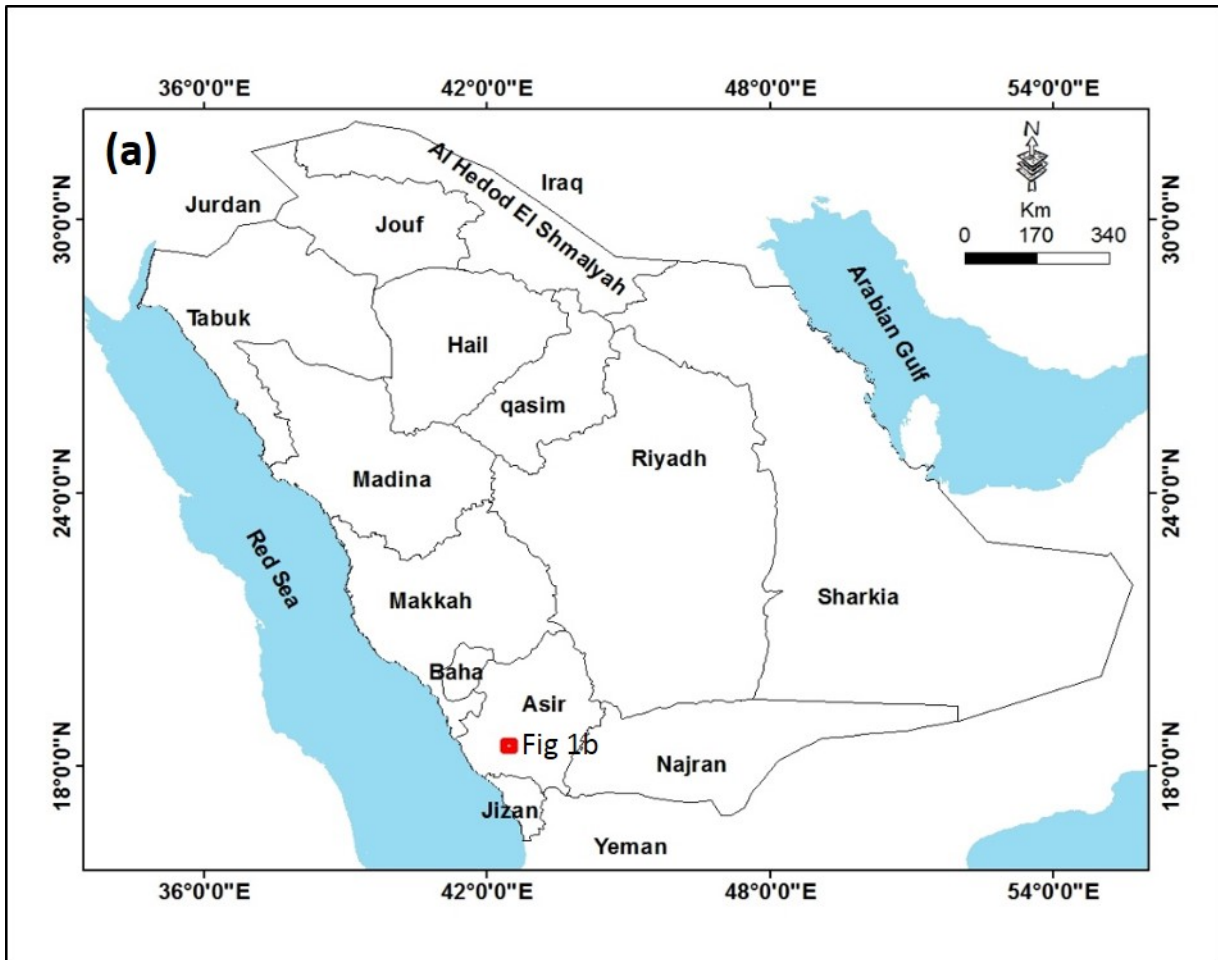 36°0'0"E 42°0'0"E 48°0'0"E 54°0'0"E
(a)
N
Km
0 170 340
Al Hedod El Shmalyah
Iraq
Jurdan
Jouf
30°0'0"N
30°0'0"N
Arabian Gulf
Tabuk
Hail
qasim
Riyadh
Madina
24°0'0"N
24°0'0"N
Red Sea
Makkah
Sharkia
Baha
Asir
Fig 1b
18°0'0"N
18°0'0"N
Najran
Jizan
Yeman
36°0'0"E 42°0'0"E 48°0'0"E 54°0'0"E